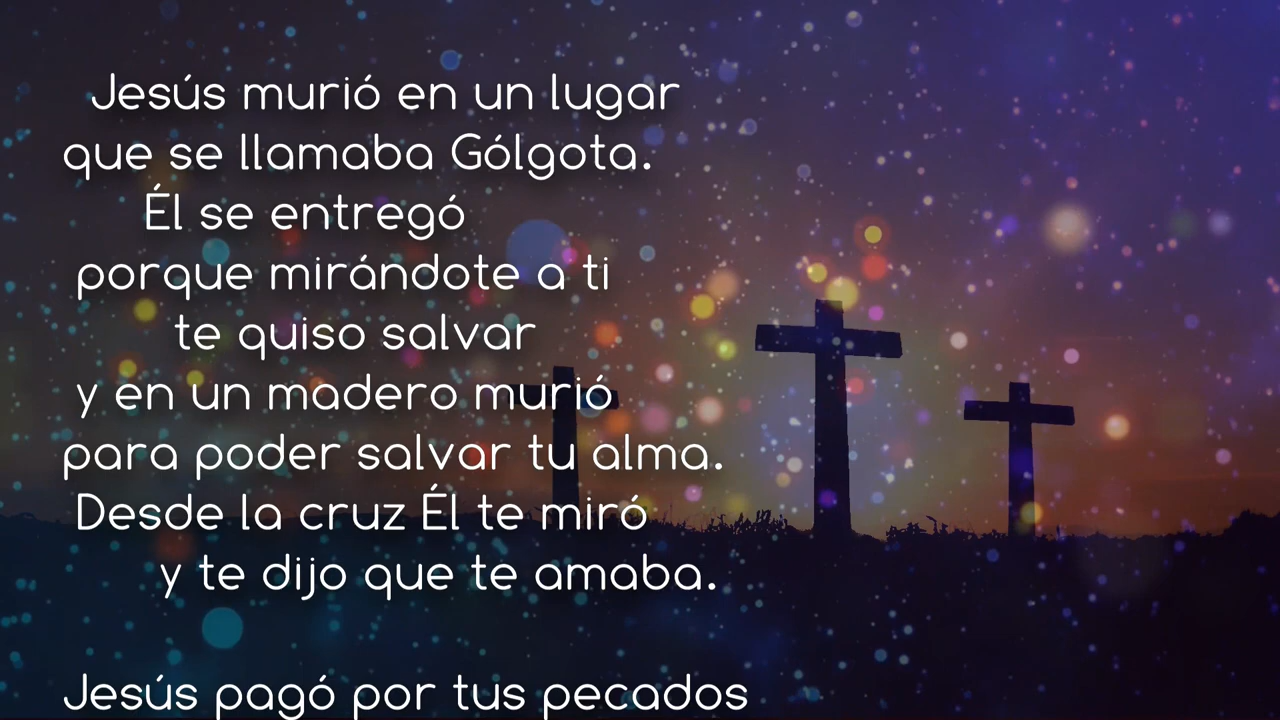 Jesús murió en un lugar
que se llamaba Gólgota.
Él se entregó
porque mirándote a ti
te quiso salvar
y en un madero murió
para poder salvar tu alma.
Desde la cruz Él te miró
y te dijo que te amaba.
Jesús pagó por tus pecados